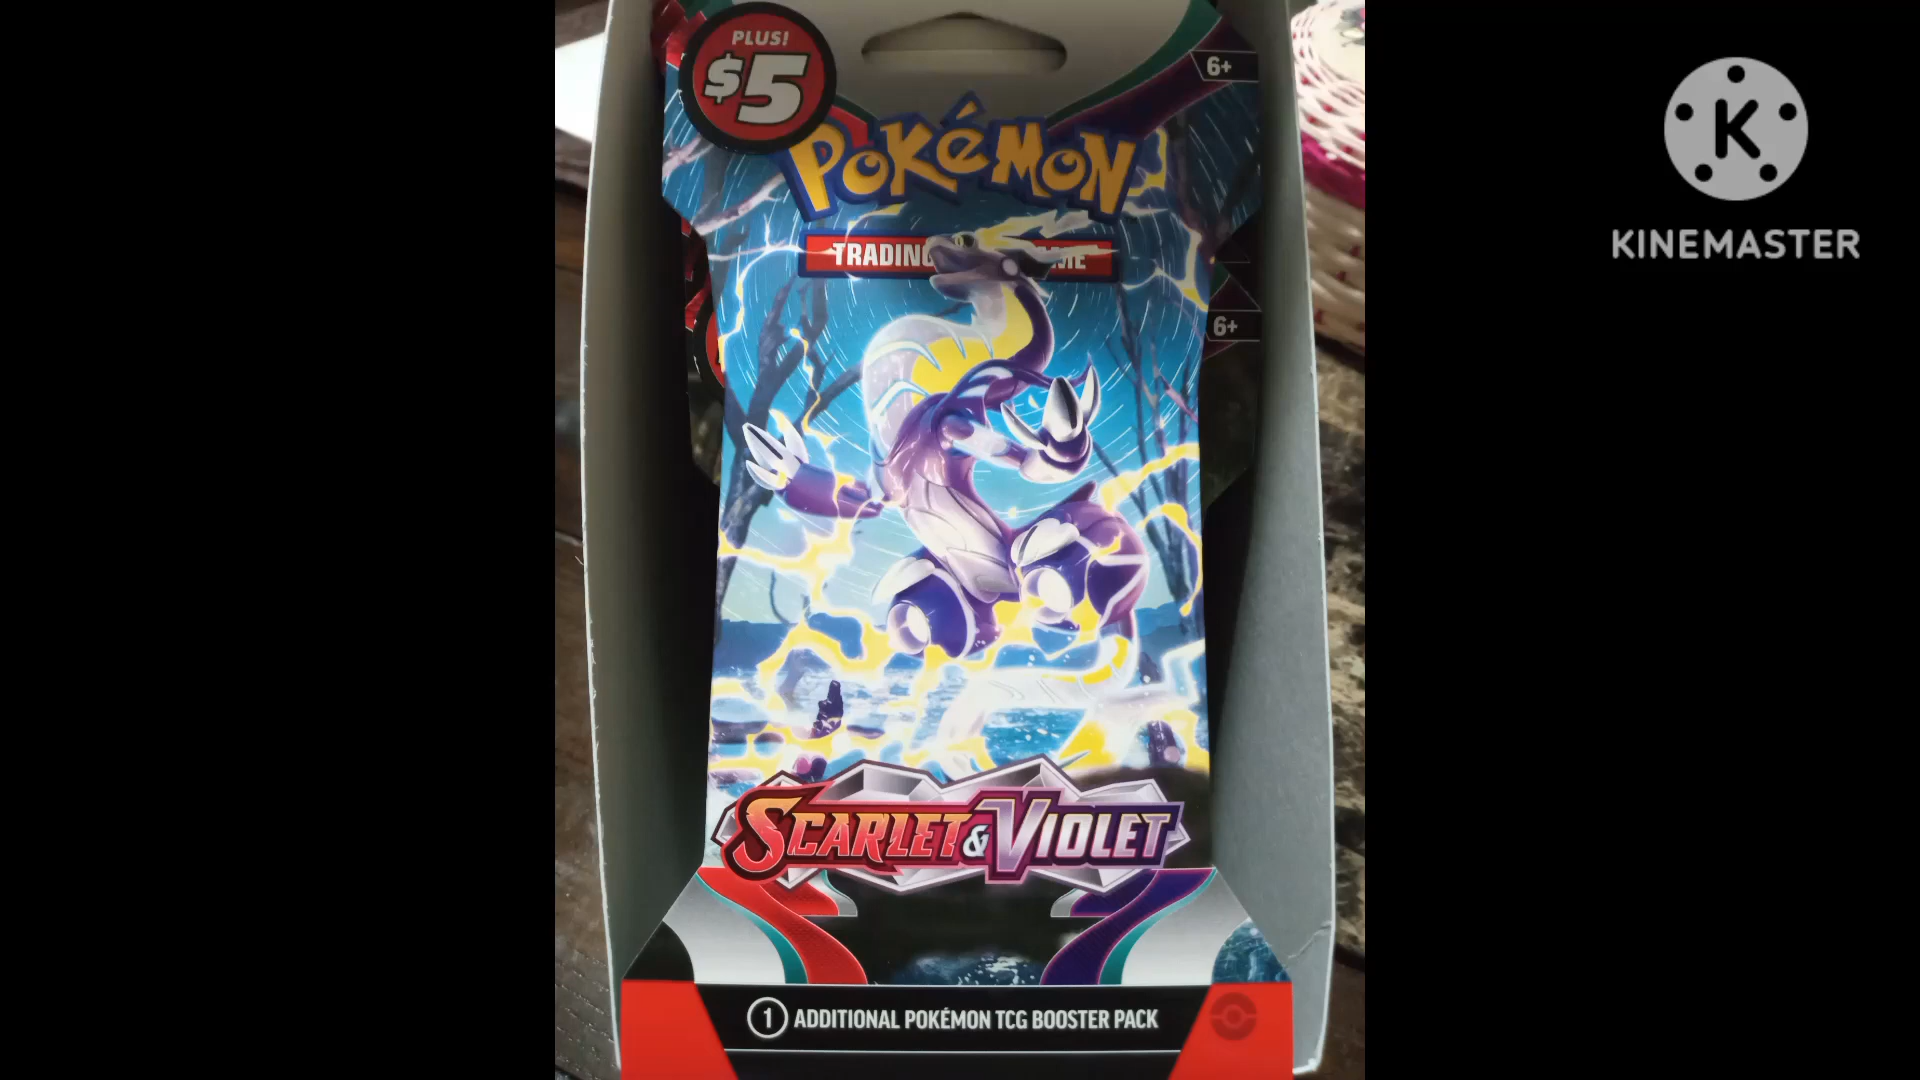 PLUS!
$5
6+
POKÉMON
TRADING
6+
SCARLET & VIOLET
1 ADDITIONAL POKÉMON TCG BOOSTER PACK
K
KINEMASTER